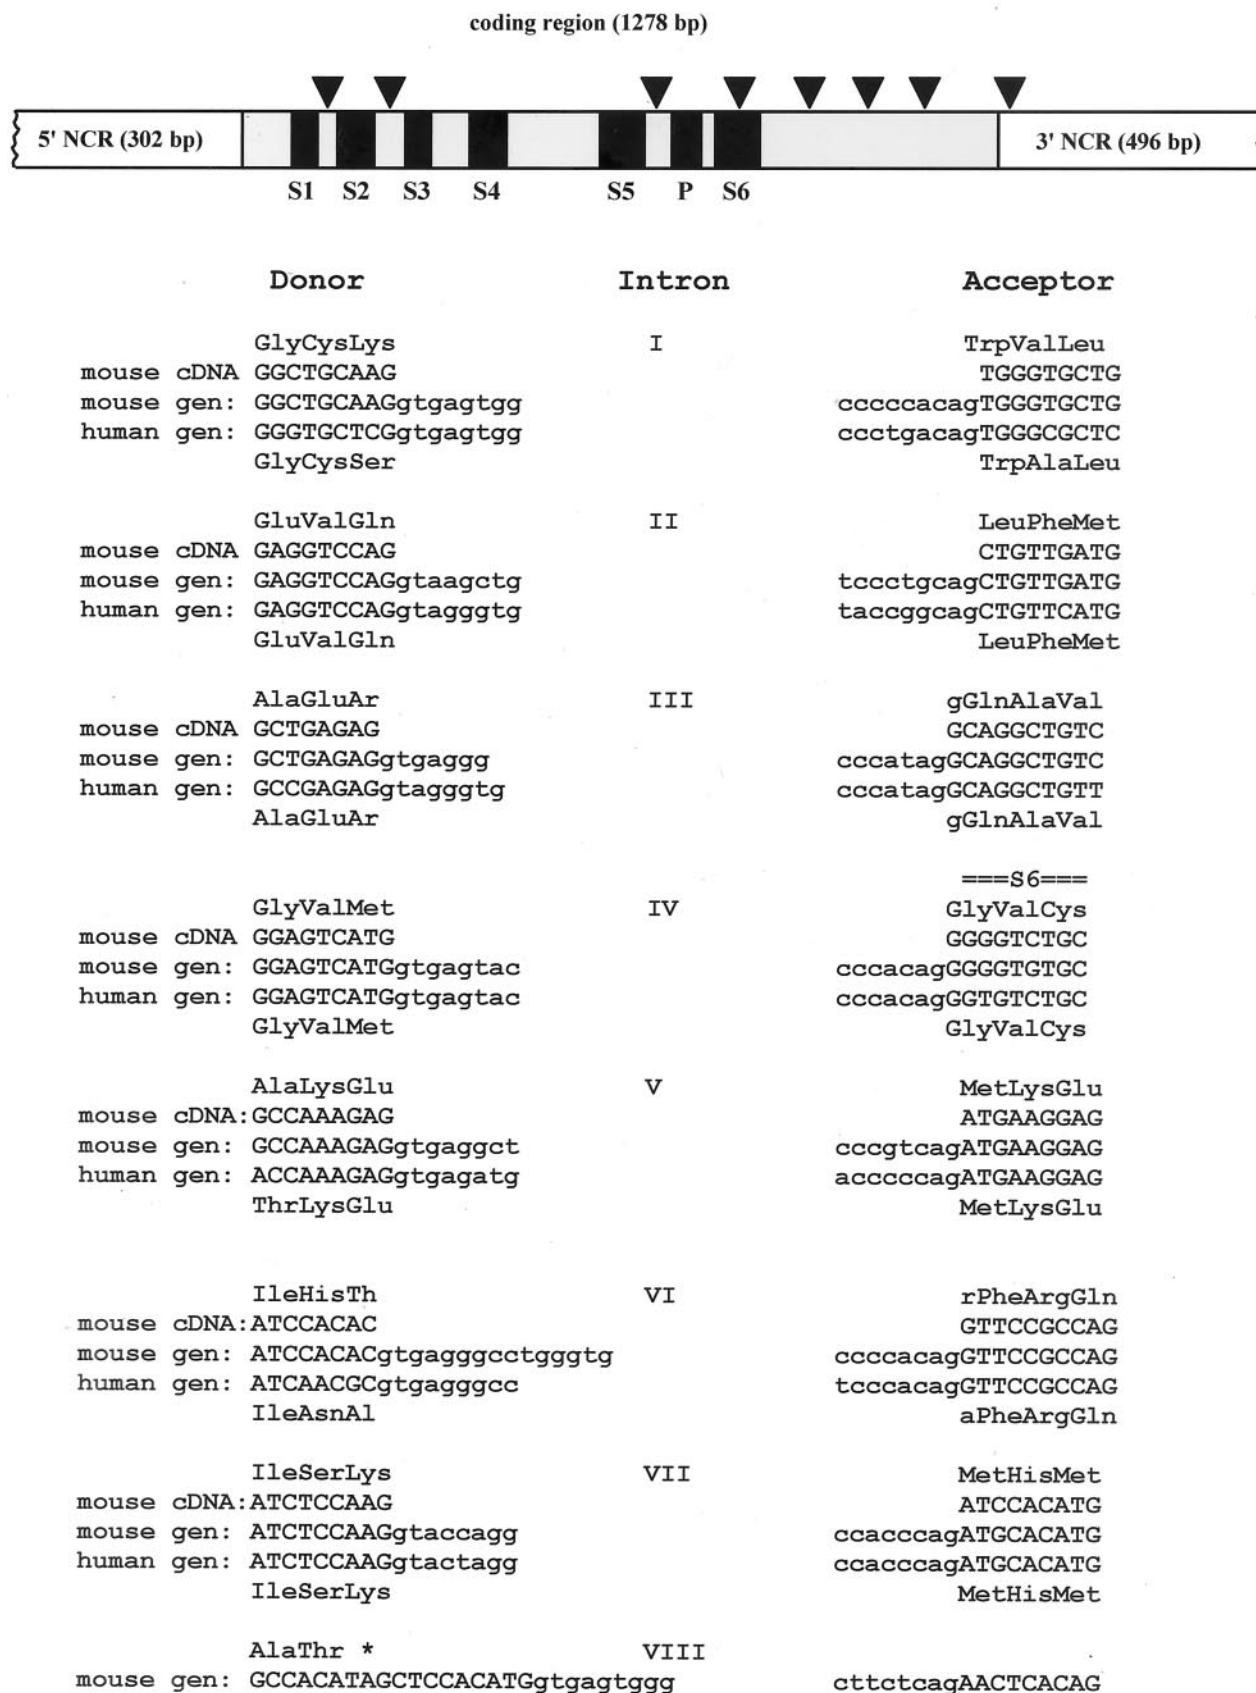 coding region (1278 bp)
5' NCR (302 bp)
3' NCR (496 bp)
S1 S2 S3 S4 S5 P S6
Donor Intron Acceptor
GlyCysLys I TrpValLeu
mouse cDNA GGCTGCAAG TGGGTGCTG
mouse gen: GGCTGCAAGgtgagtgg cccccacagTGGGTGCTG
human gen: GGGTGCTCGgtgagtgg ccctgacagTGGGCGCTC
GlyCysSer TrpAlaLeu
GluValGln II LeuPheMet
mouse cDNA GAGGTCCAG CTGTTGATG
mouse gen: GAGGTCCAGgtaagctg tccctgcagCTGTTGATG
human gen: GAGGTCCAGgtagggtg taccggcagCTGTTCATG
GluValGln LeuPheMet
AlaGluAr III gGlnAlaVal
mouse cDNA GCTGAGAG GCAGGCTGTC
mouse gen: GCTGAGAGgtgaggg cccatagGCAGGCTGTC
human gen: GCCGAGAGgtagggtg cccatagGCAGGCTGTT
AlaGluAr gGlnAlaVal
===S6===
GlyValMet IV GlyValCys
mouse cDNA GGAGTCATG GGGGTCTGC
mouse gen: GGAGTCATGgtgagtac cccacagGGGGTGTGC
human gen: GGAGTCATGgtgagtac cccacagGGTGTCTGC
GlyValMet GlyValCys
AlaLysGlu V MetLysGlu
mouse cDNA:GCCAAAGAG ATGAAGGAG
mouse gen: GCCAAAGAGgtgaggct cccgtcagATGAAGGAG
human gen: ACCAAAGAGgtgagatg acccccagATGAAGGAG
ThrLysGlu MetLysGlu
IleHisTh VI rPheArgGln
mouse cDNA:ATCCACAC GTTCCGCCAG
mouse gen: ATCCACACgtgagggcctgggtg ccccacagGTTCCGCCAG
human gen: ATCAACGCgtgagggcc tcccacagGTTCCGCCAG
IleAsnAl aPheArgGln
IleSerLys VII MetHisMet
mouse cDNA:ATCTCCAAG ATCCACATG
mouse gen: ATCTCCAAGgtaccagg ccacccagATGCACATG
human gen: ATCTCCAAGgtactagg ccacccagATGCACATG
IleSerLys MetHisMet
AlaThr * VIII
mouse gen: GCCACATAGCTCCACATGgtgagtggg cttctcagAACTCACAG